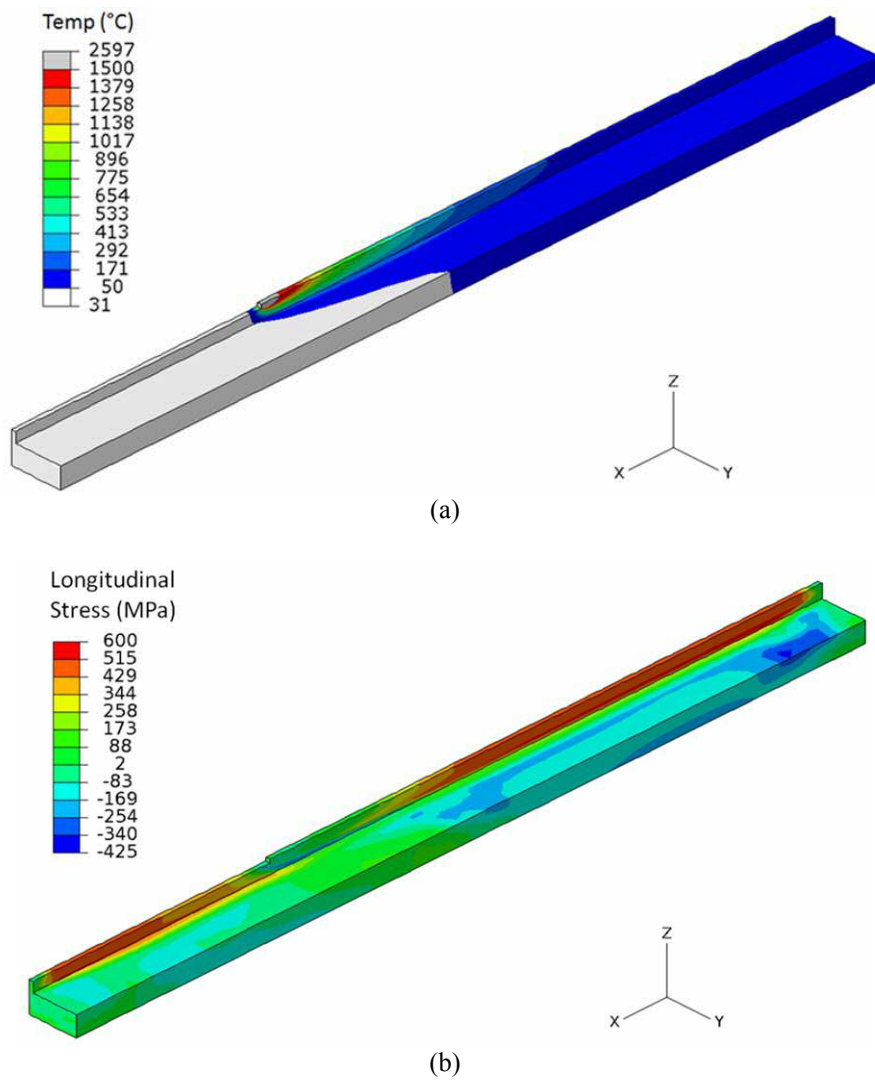 Temp (°C)
2597
1500
1379
1258
1138
1017
896
775
654
533
413
292
171
50
31
Z
X
Y
(a)
Longitudinal
Stress (MPa)
600
515
429
344
258
173
88
2
-83
-169
-254
-340
-425
Z
X
Y
(b)